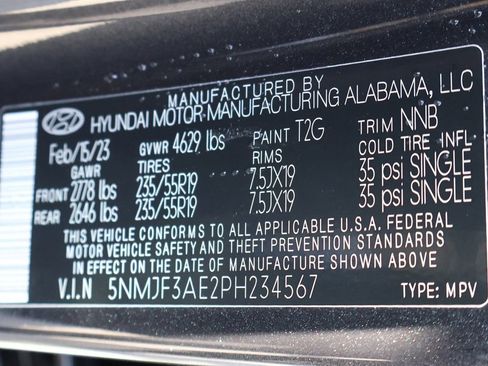 MANUFACTURED BY
HYUNDAI MOTOR MANUFACTURING ALABAMA, LLC
Feb/15/23 GVWR 4629 lbs PAINT T2G TRIM NNB
GAWR TIRES RIMS COLD TIRE INFL
FRONT 2778 lbs 235/55R19 7.5JX19 35 psi SINGLE
REAR 2646 lbs 235/55R19 7.5JX19 35 psi SINGLE
THIS VEHICLE CONFORMS TO ALL APPLICABLE U.S.A. FEDERAL
MOTOR VEHICLE SAFETY AND THEFT PREVENTION STANDARDS
IN EFFECT ON THE DATE OF MANUFACTURE SHOWN ABOVE.
V.I.N 5NMJF3AE2PH234567 TYPE: MPV